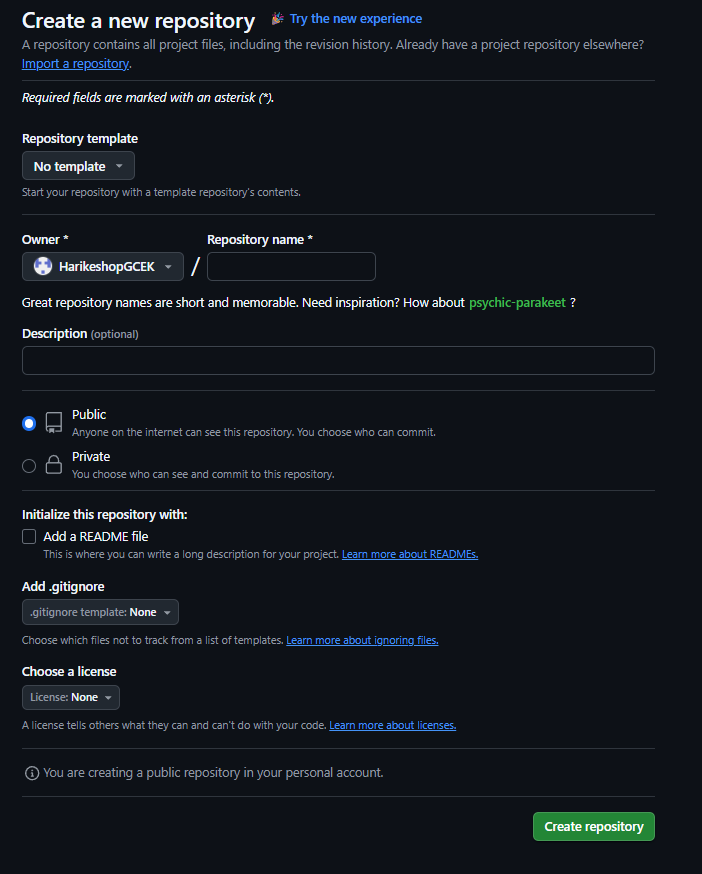 Create a new repository Try the new experience
A repository contains all project files, including the revision history. Already have a project repository elsewhere?
Import a repository.
Required fields are marked with an asterisk (*).
Repository template
No template
Start your repository with a template repository's contents.
Owner * Repository name *
HarikeshopGCEK /
Great repository names are short and memorable. Need inspiration? How about psychic-parakeet ?
Description (optional)
Public
Anyone on the internet can see this repository. You choose who can commit.
Private
You choose who can see and commit to this repository.
Initialize this repository with:
Add a README file
This is where you can write a long description for your project. Learn more about READMEs.
Add .gitignore
.gitignore template: None
Choose which files not to track from a list of templates. Learn more about ignoring files.
Choose a license
License: None
A license tells others what they can and can't do with your code. Learn more about licenses.
You are creating a public repository in your personal account.
Create repository